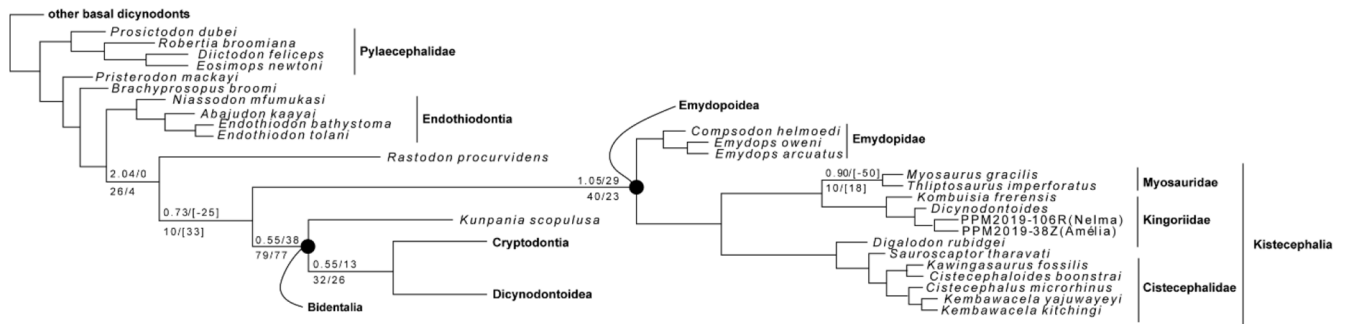 other basal dicynodonts
Prosictodon dubei
Robertia broomiana
Diictodon feliceps
Eosimops newtoni
Pylaecephalidae
Pristerodon mackayi
Brachyprosopus broomi
Niassodon mfumukasi
Abajudon kaayai
Endothiodon bathystoma
Endothiodon tolani
Endothiodontia
2.04/0
26/4
Rastodon procurvidens
0.73/[-25]
10/[33]
Emydopoidea
1.05/29
40/23
Compsodon helmoedi
Emydops oweni
Emydops arcuatus
Emydopidae
0.55/38
79/77
Kunpania scopulusa
Cryptodontia
0.55/13
32/26
Dicynodontoidea
Bidentalia
0.90/[-50]
10/[18]
Myosaurus gracilis
Thliptosaurus imperforatus
Myosauridae
Kombuisia frerensis
Dicynodontoides
PPM2019-106R(Nelma)
PPM2019-38Z(Amélia)
Kingoriidae
Digalodon rubidgei
Sauroscaptor tharavati
Kawingasaurus fossilis
Cistecephaloides boonstrai
Cistecephalus microrhinus
Kembawacela yajuwayeyi
Kembawacela kitchingi
Cistecephalidae
Kistecephalia